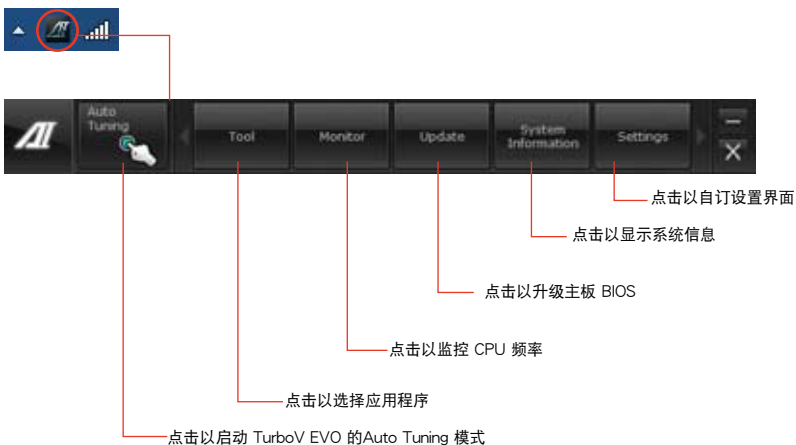 Auto
Tuning
Tool
Monitor
Update
System
Information
Settings
点击以自订设置界面
点击以显示系统信息
点击以升级主板 BIOS
点击以监控 CPU 频率
点击以选择应用程序
点击以启动 TurboV EVO 的Auto Tuning 模式